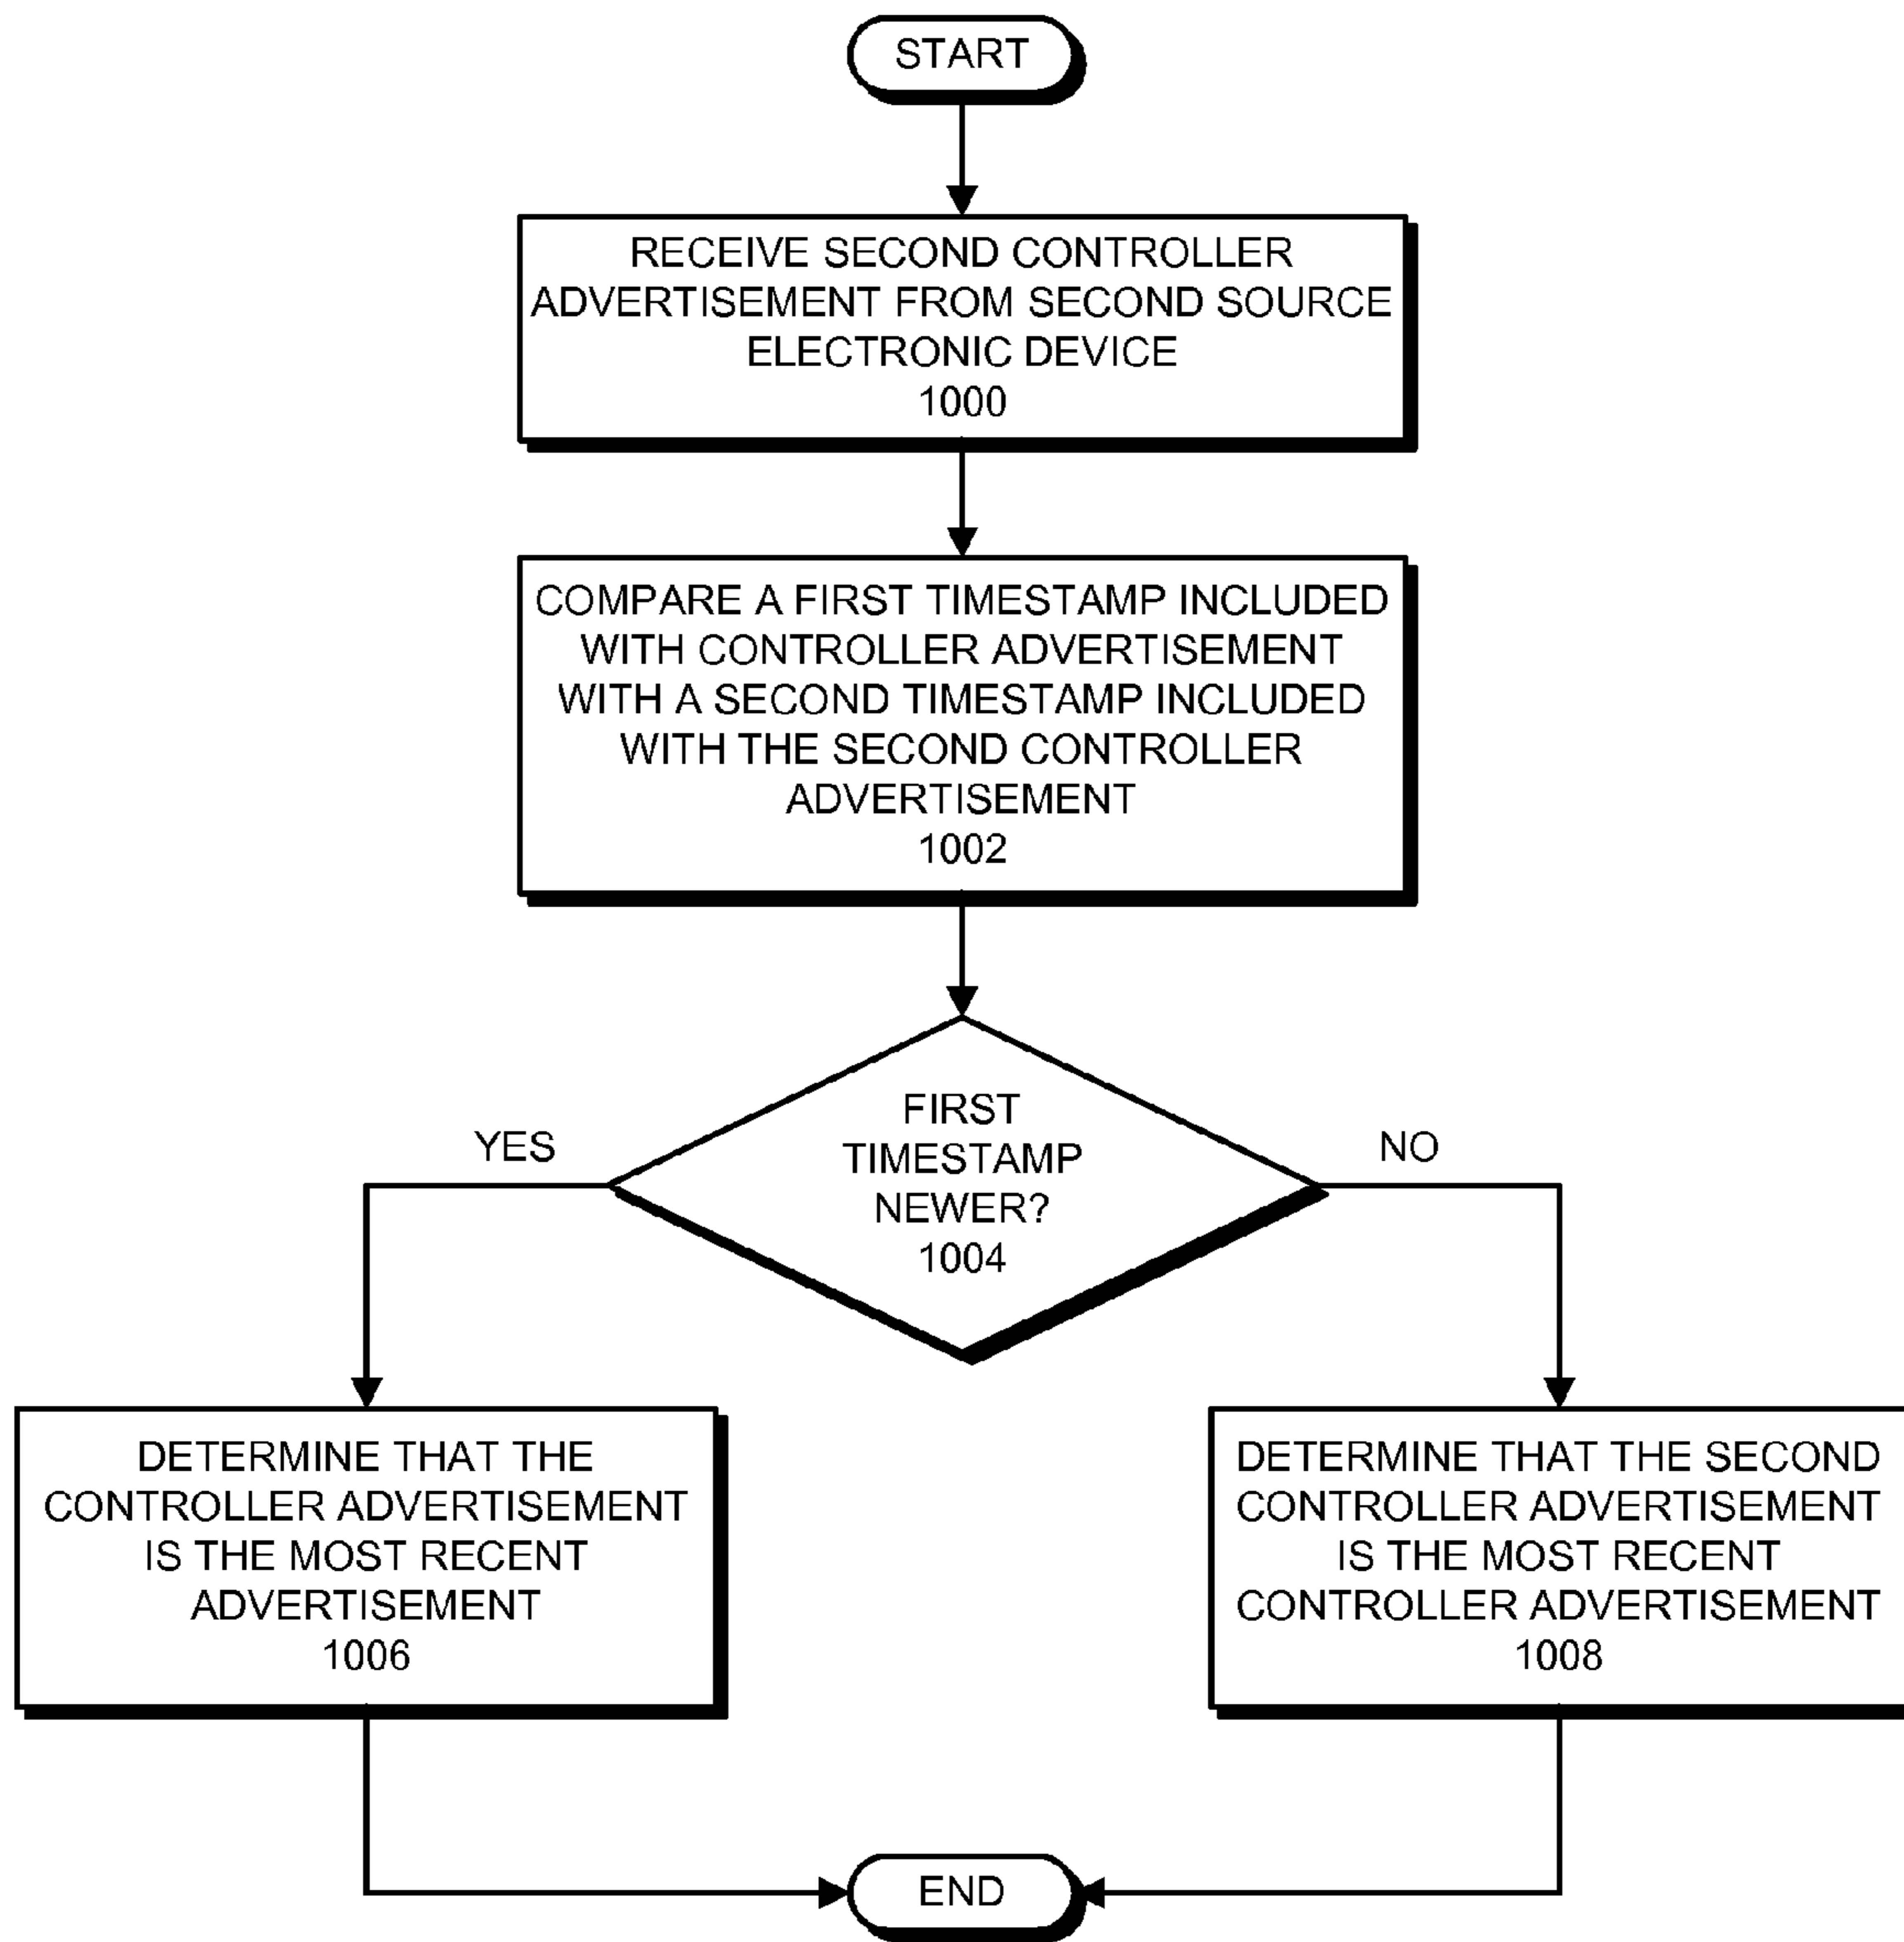 START
RECEIVE SECOND CONTROLLER
ADVERTISEMENT FROM SECOND SOURCE
ELECTRONIC DEVICE
1000
COMPARE A FIRST TIMESTAMP INCLUDED
WITH CONTROLLER ADVERTISEMENT
WITH A SECOND TIMESTAMP INCLUDED
WITH THE SECOND CONTROLLER
ADVERTISEMENT
1002
FIRST
TIMESTAMP
NEWER?
1004
YES
NO
DETERMINE THAT THE
CONTROLLER ADVERTISEMENT
IS THE MOST RECENT
ADVERTISEMENT
1006
DETERMINE THAT THE SECOND
CONTROLLER ADVERTISEMENT
IS THE MOST RECENT
CONTROLLER ADVERTISEMENT
1008
END